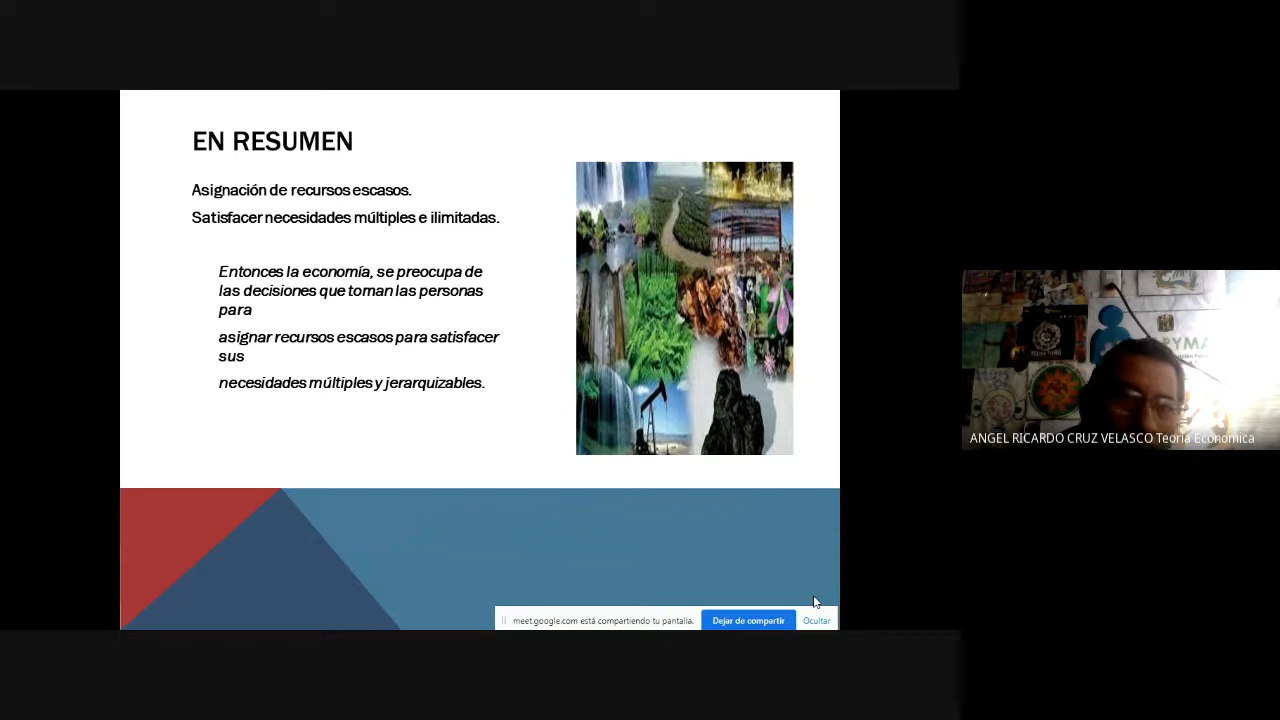 EN RESUMEN
Asignación de recursos escasos.
Satisfacer necesidades múltiples e ilimitadas.
Entonces la economía, se preocupa de
las decisiones que toman las personas
para
asignar recursos escasos para satisfacer
sus
necesidades múltiples y jerarquizables.
meet.google.com está compartiendo tu pantalla.
Dejar de compartir
Ocultar
ANGEL RICARDO CRUZ VELASCO Teoria Economica